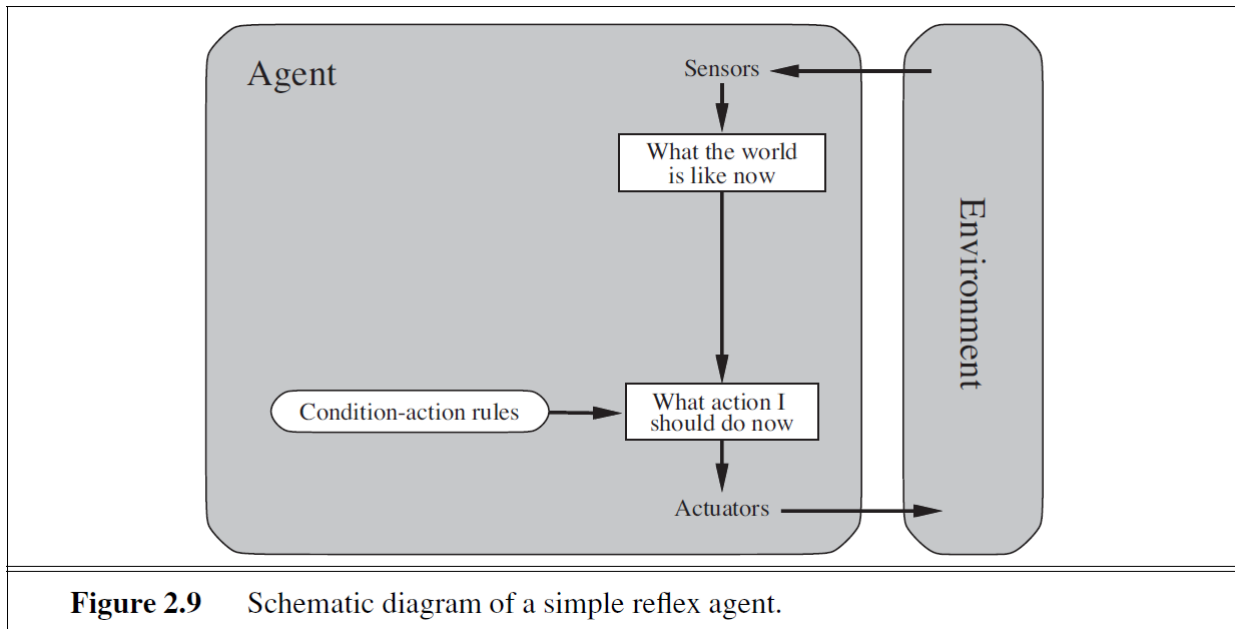 Agent
Sensors
What the world
is like now
Environment
Condition-action rules
What action I
should do now
Actuators
Figure 2.9 Schematic diagram of a simple reflex agent.